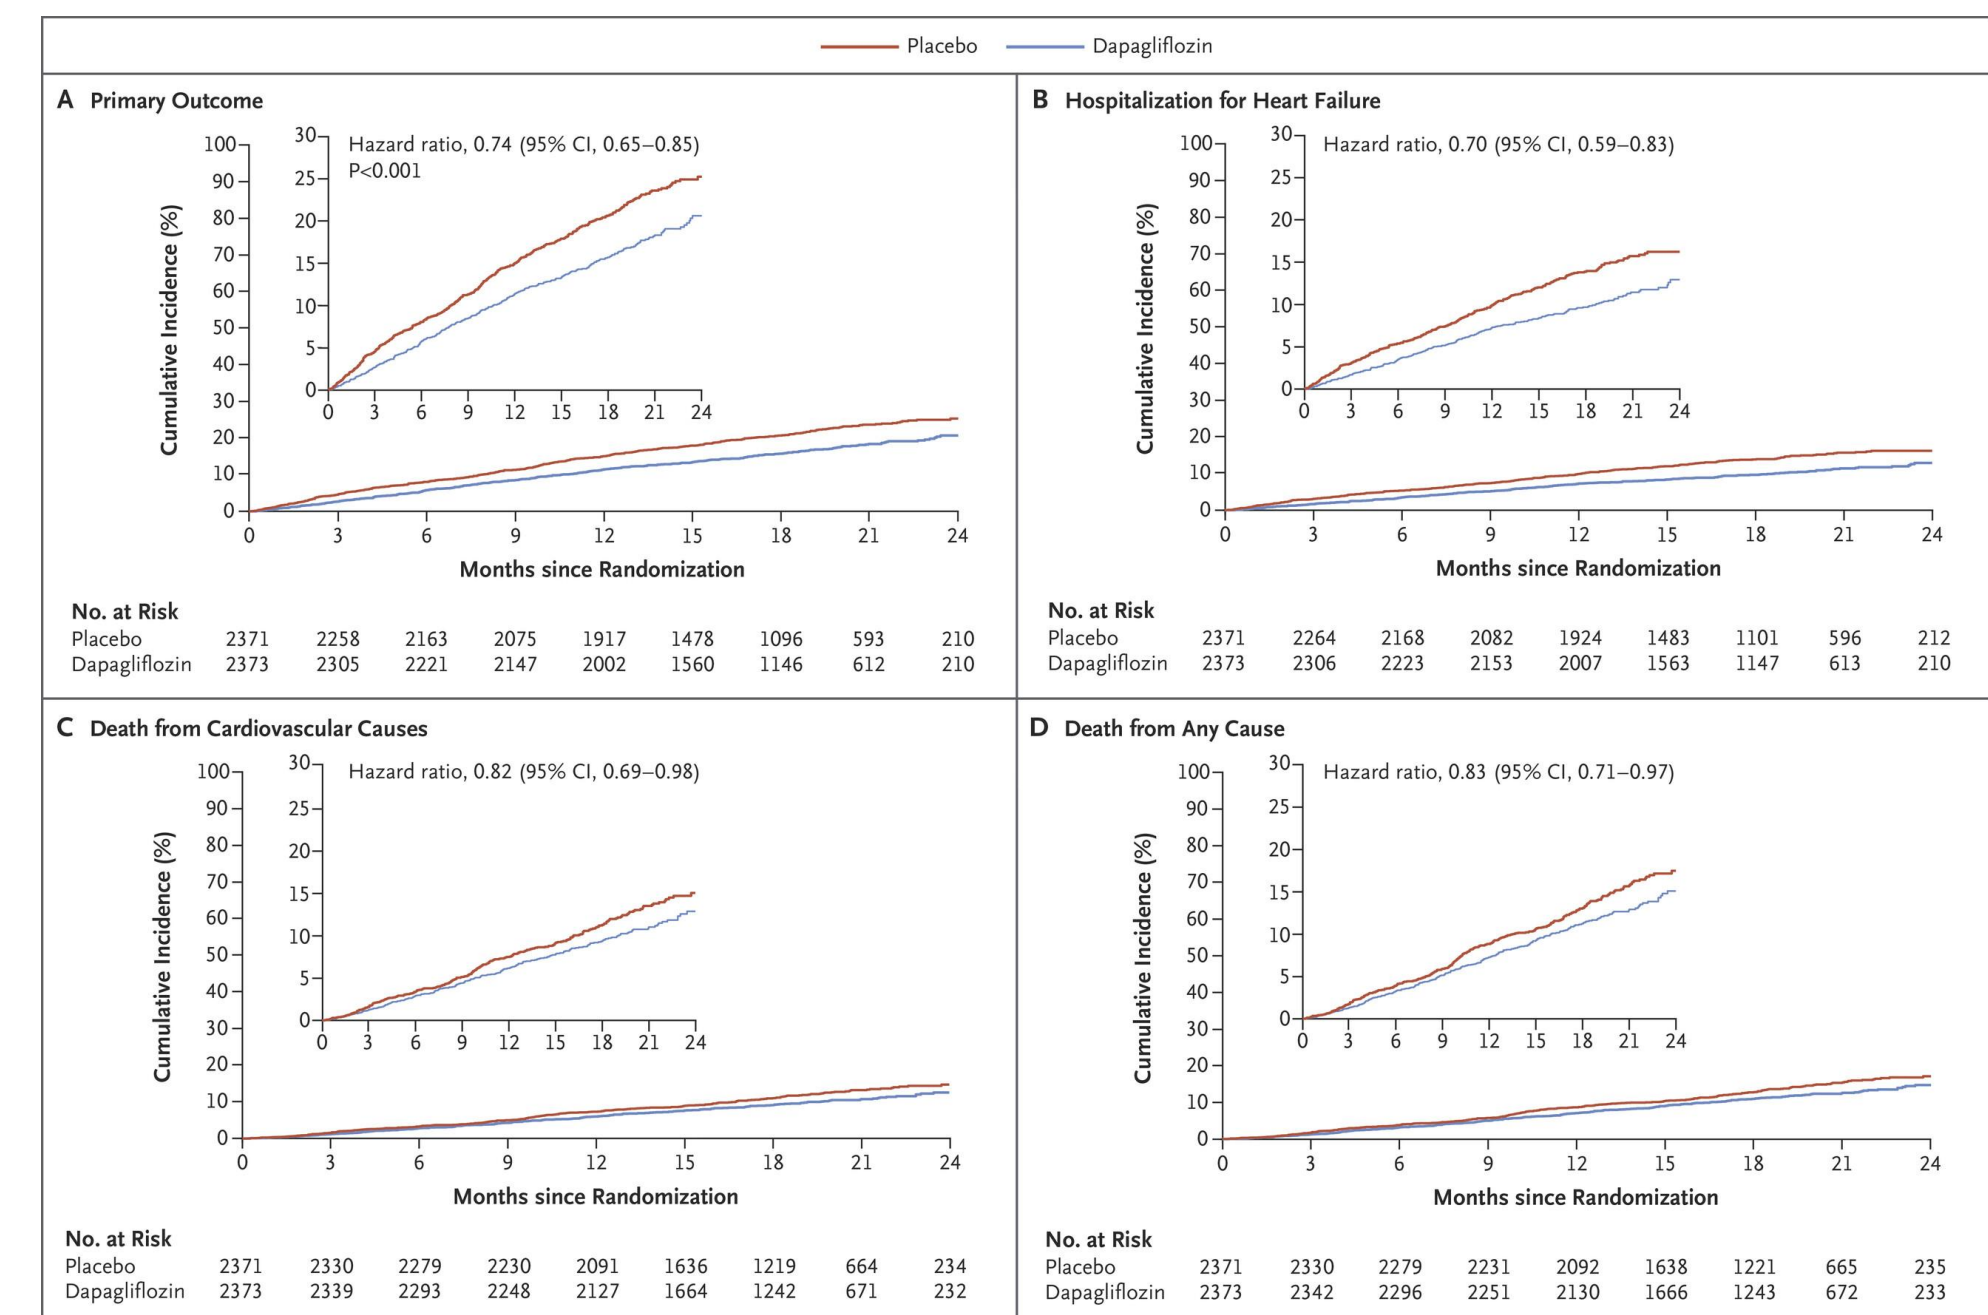 Placebo Dapagliflozin
A Primary Outcome
Cumulative Incidence (%)
100
90
80
70
60
50
40
30
20
10
0
0 3 6 9 12 15 18 21 24
30
25
20
15
10
5
0
0 3 6 9 12 15 18 21 24
Hazard ratio, 0.74 (95% CI, 0.65–0.85)
P<0.001
Months since Randomization
No. at Risk
Placebo 2371 2258 2163 2075 1917 1478 1096 593 210
Dapagliflozin 2373 2305 2221 2147 2002 1560 1146 612 210
B Hospitalization for Heart Failure
Cumulative Incidence (%)
100
90
80
70
60
50
40
30
20
10
0
0 3 6 9 12 15 18 21 24
30
25
20
15
10
5
0
0 3 6 9 12 15 18 21 24
Hazard ratio, 0.70 (95% CI, 0.59–0.83)
Months since Randomization
No. at Risk
Placebo 2371 2264 2168 2082 1924 1483 1101 596 212
Dapagliflozin 2373 2306 2223 2153 2007 1563 1147 613 210
C Death from Cardiovascular Causes
Cumulative Incidence (%)
100
90
80
70
60
50
40
30
20
10
0
0 3 6 9 12 15 18 21 24
30
25
20
15
10
5
0
0 3 6 9 12 15 18 21 24
Hazard ratio, 0.82 (95% CI, 0.69–0.98)
Months since Randomization
No. at Risk
Placebo 2371 2330 2279 2230 2091 1636 1219 664 234
Dapagliflozin 2373 2339 2293 2248 2127 1664 1242 671 232
D Death from Any Cause
Cumulative Incidence (%)
100
90
80
70
60
50
40
30
20
10
0
0 3 6 9 12 15 18 21 24
30
25
20
15
10
5
0
0 3 6 9 12 15 18 21 24
Hazard ratio, 0.83 (95% CI, 0.71–0.97)
Months since Randomization
No. at Risk
Placebo 2371 2330 2279 2231 2092 1638 1221 665 235
Dapagliflozin 2373 2342 2296 2251 2130 1666 1243 672 233